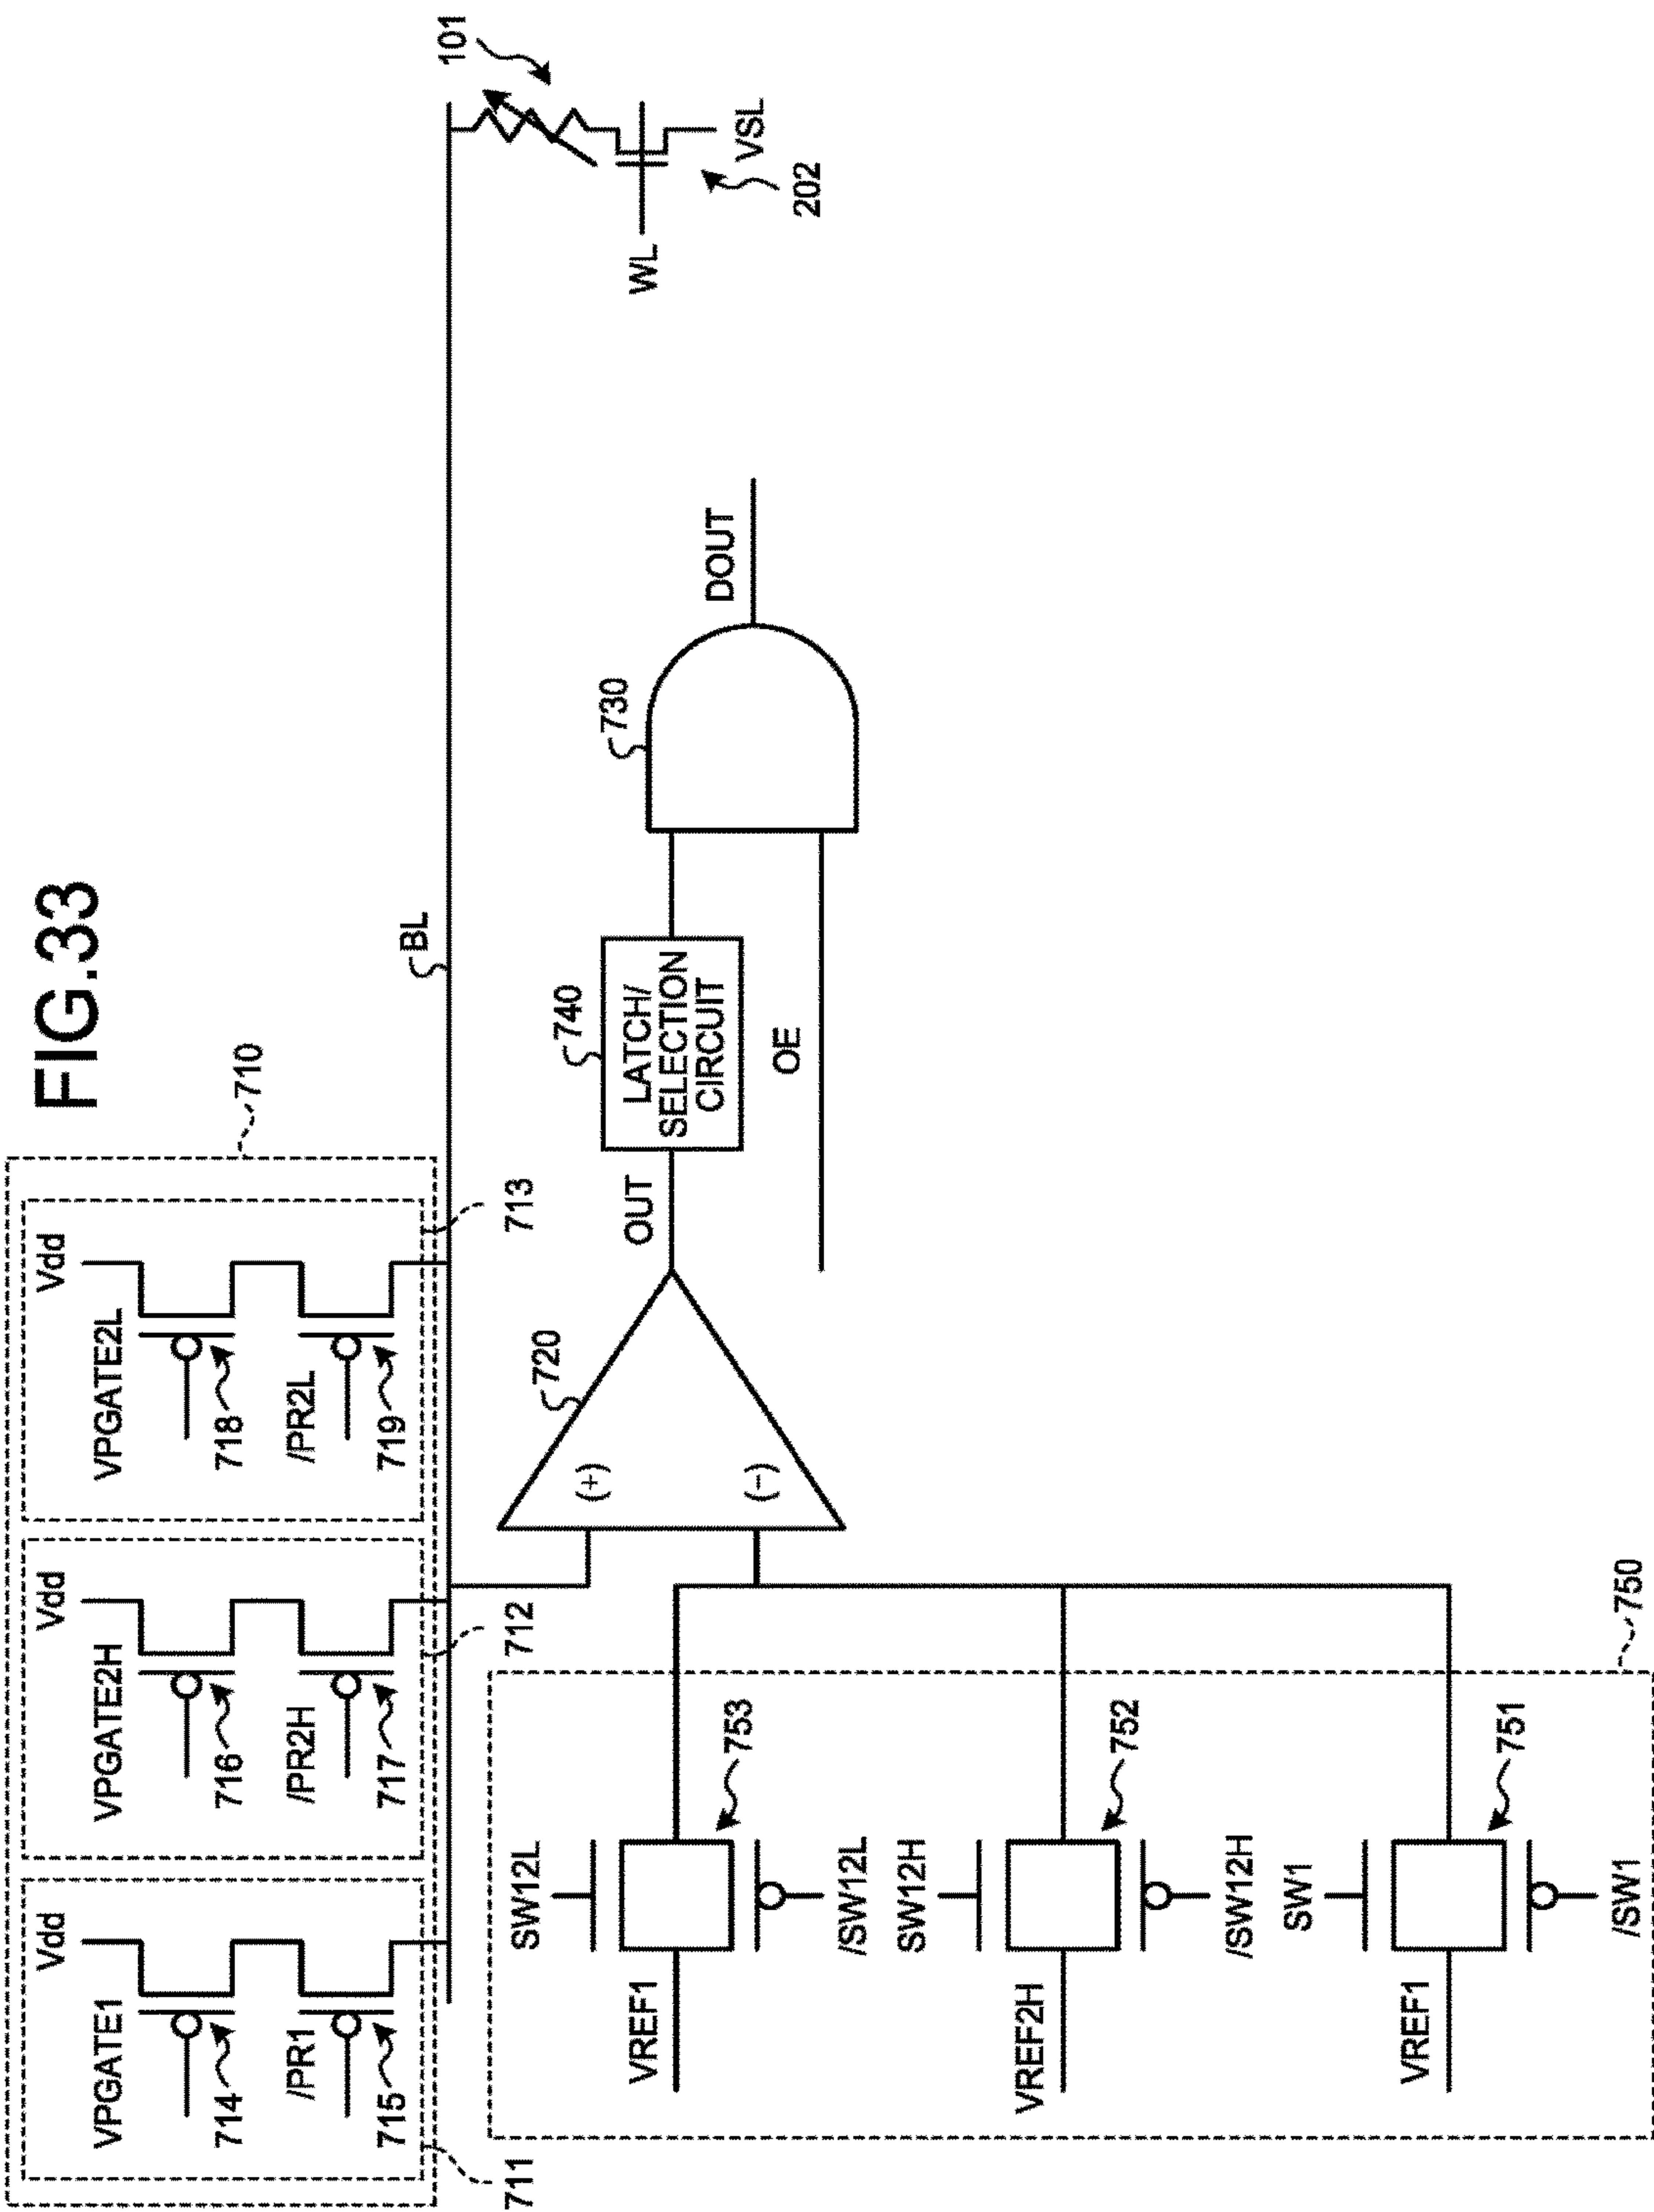 FIG.33
710
Vdd
VPGATE1
714
/PR1
715
711
Vdd
VPGATE2H
716
/PR2H
717
712
Vdd
VPGATE2L
718
/PR2L
719
713
BL
101
WL
VSL
202
720
(+)
(−)
OUT
740
LATCH/
SELECTION
CIRCUIT
OE
730
DOUT
750
SW12L
VREF1
753
/SW12L
SW12H
VREF2H
752
/SW12H
SW1
VREF1
751
/SW1